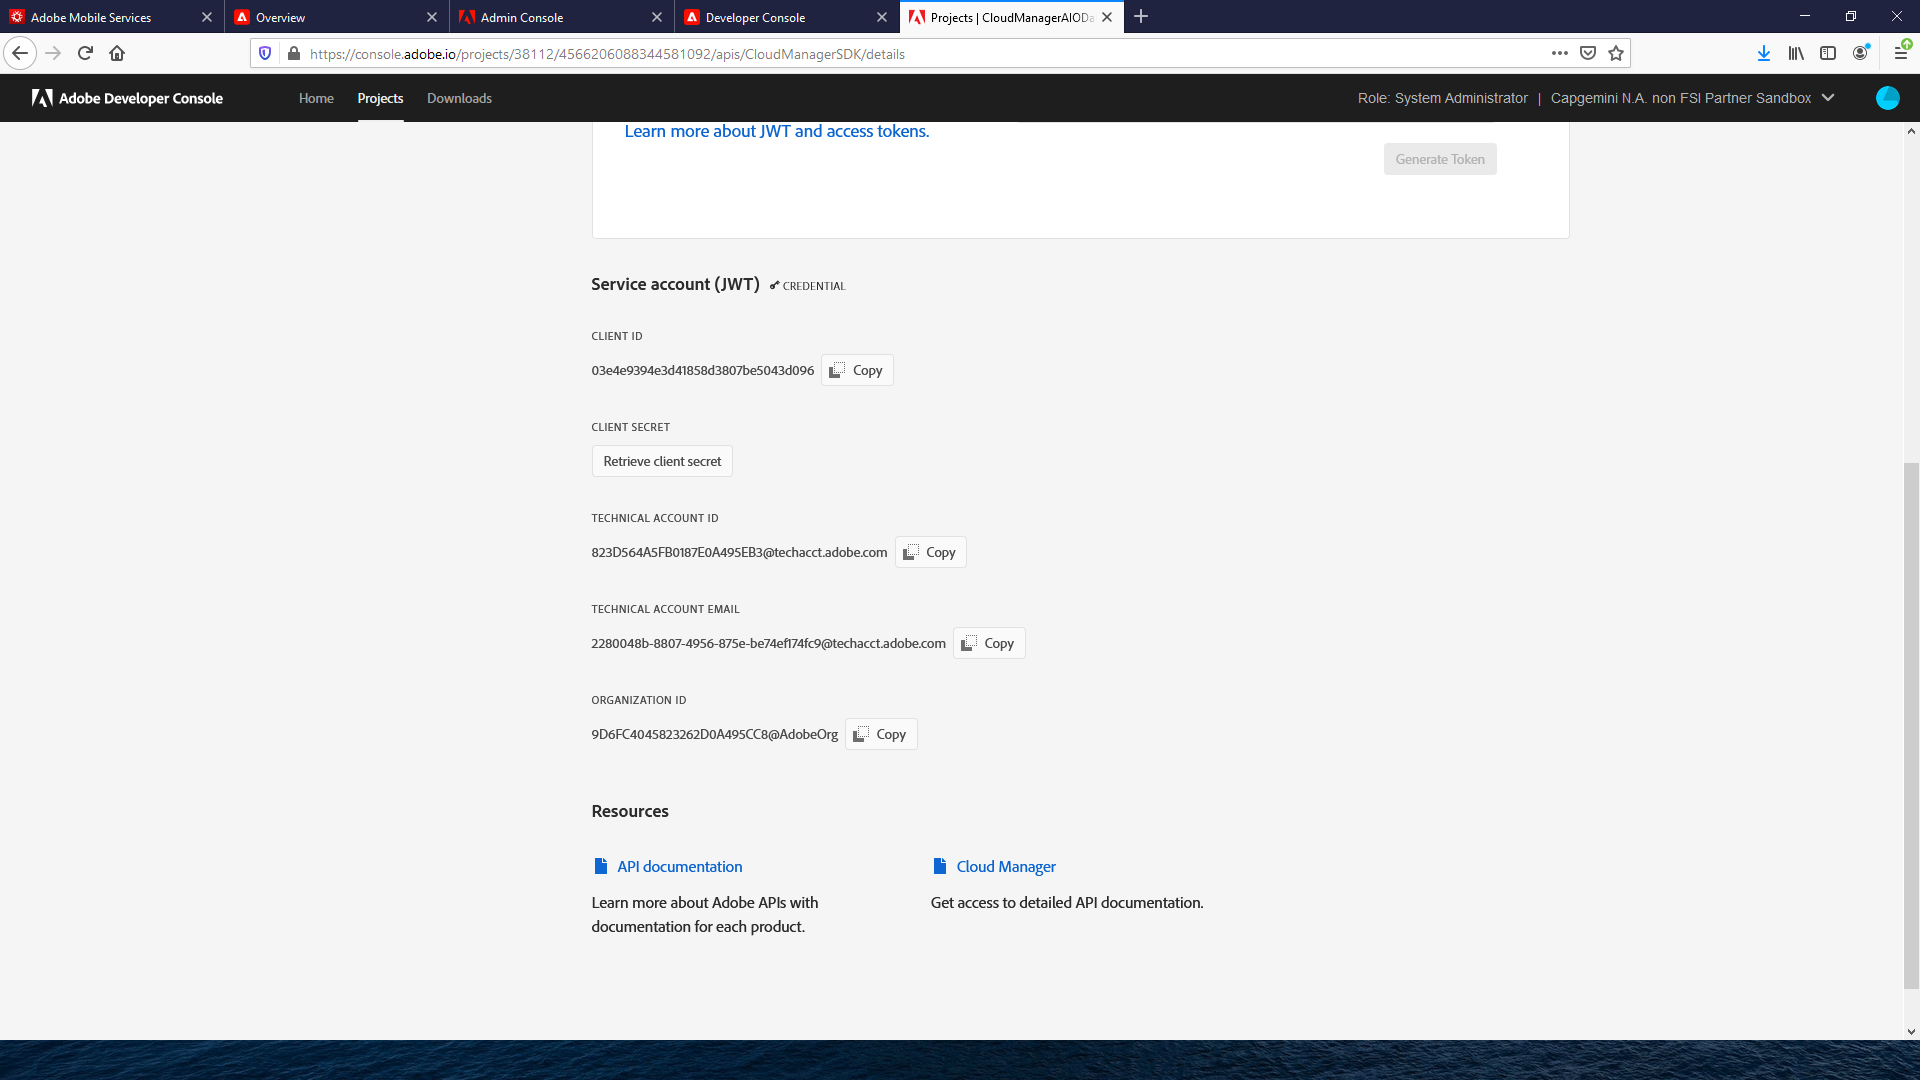 Adobe Mobile Services
Overview
Admin Console
Developer Console
Projects | CloudManagerAIODa
https://console.adobe.io/projects/38112/4566206088344581092/apis/CloudManagerSDK/details
Adobe Developer Console
Home
Projects
Downloads
Role: System Administrator | Capgemini N.A. non FSI Partner Sandbox
Learn more about JWT and access tokens.
Generate Token
Service account (JWT)
CREDENTIAL
CLIENT ID
03e4e9394e3d41858d3807be5043d096
Copy
CLIENT SECRET
Retrieve client secret
TECHNICAL ACCOUNT ID
823D564A5FB0187E0A495EB3@techacct.adobe.com
Copy
TECHNICAL ACCOUNT EMAIL
2280048b-8807-4956-875e-be74ef174fc9@techacct.adobe.com
Copy
ORGANIZATION ID
9D6FC4045823262D0A495CC8@AdobeOrg
Copy
Resources
API documentation
Learn more about Adobe APIs with
documentation for each product.
Cloud Manager
Get access to detailed API documentation.